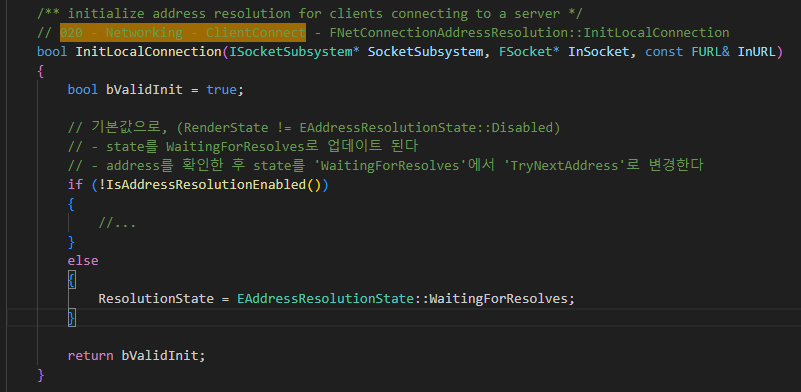 /** initialize address resolution for clients connecting to a server */
// 020 - Networking - ClientConnect - FNetConnectionAddressResolution::InitLocalConnection
bool InitLocalConnection(ISocketSubsystem* SocketSubsystem, FSocket* InSocket, const FURL& InURL)
{
bool bValidInit = true;
// 기본값으로, (RenderState != EAddressResolutionState::Disabled)
// - state를 WaitingForResolves로 업데이트 된다
// - address를 확인한 후 state를 'WaitingForResolves'에서 'TryNextAddress'로 변경한다
if (!IsAddressResolutionEnabled())
{
//...
}
else
{
ResolutionState = EAddressResolutionState::WaitingForResolves;
}
return bValidInit;
}